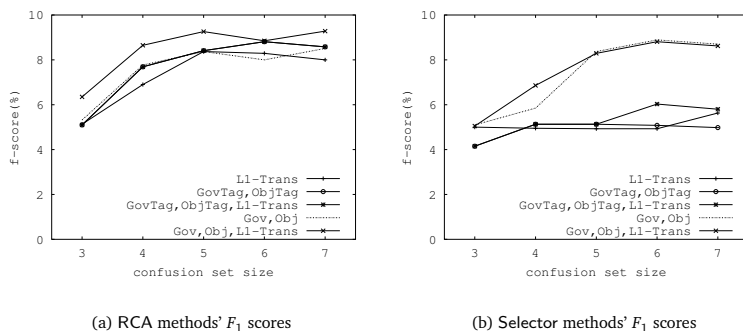 10
8
6
4
2
0
f-score(%)
L1-Trans
GovTag,ObjTag
GovTag,ObjTag,L1-Trans
Gov,Obj
Gov,Obj,L1-Trans
3 4 5 6 7
confusion set size
(a) RCA methods' F1 scores
10
8
6
4
2
0
f-score(%)
L1-Trans
GovTag,ObjTag
GovTag,ObjTag,L1-Trans
Gov,Obj
Gov,Obj,L1-Trans
3 4 5 6 7
confusion set size
(b) Selector methods' F1 scores